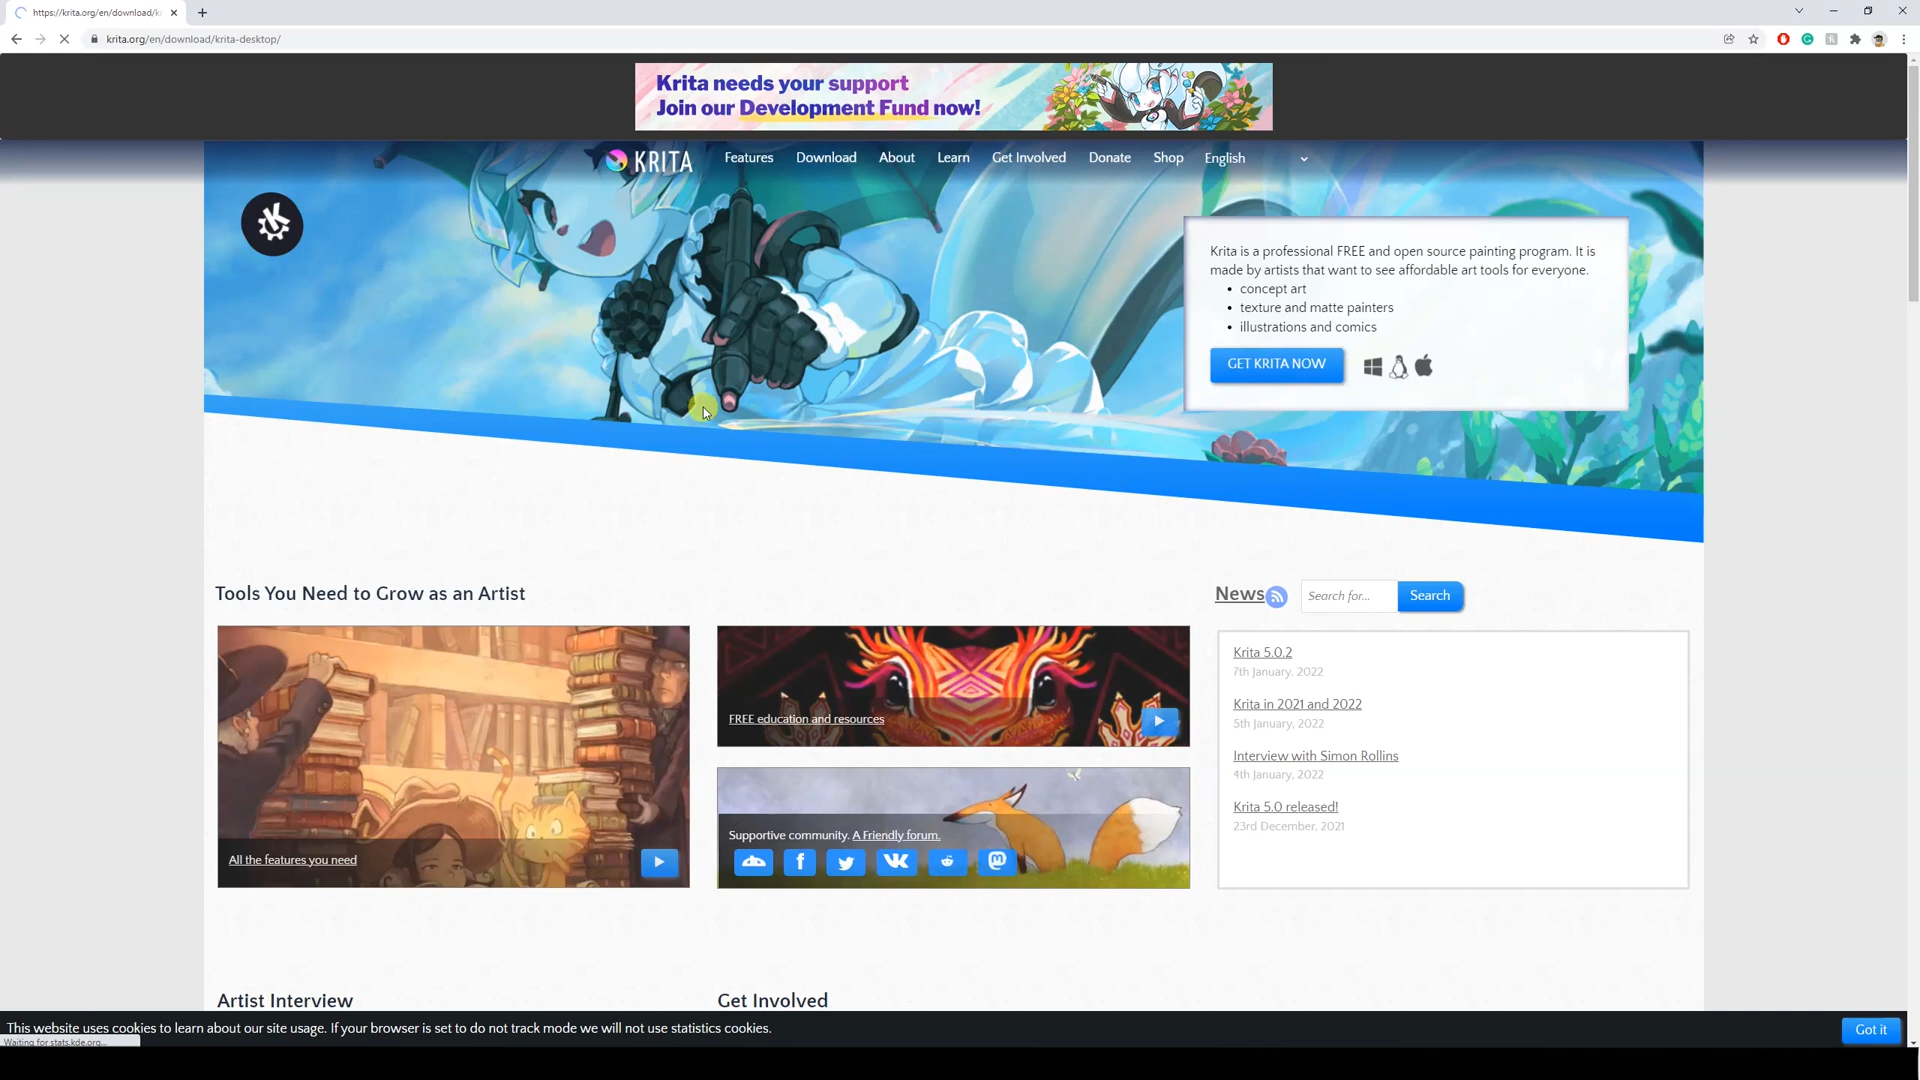 https://krita.org/en/download/k
krita.org/en/download/krita-desktop/
Krita needs your support
Join our Development Fund now!
KRITA
Features
Download
About
Learn
Get Involved
Donate
Shop
English
Krita is a professional FREE and open source painting program. It is
made by artists that want to see affordable art tools for everyone.
• concept art
• texture and matte painters
• illustrations and comics
GET KRITA NOW
Tools You Need to Grow as an Artist
News
Search for...
Search
All the features you need
FREE education and resources
Supportive community. A Friendly forum.
Krita 5.0.2
7th January, 2022
Krita in 2021 and 2022
5th January, 2022
Interview with Simon Rollins
4th January, 2022
Krita 5.0 released!
23rd December, 2021
Artist Interview
Get Involved
This website uses cookies to learn about our site usage. If your browser is set to do not track mode we will not use statistics cookies.
Got it
Waiting for stats.kde.org...